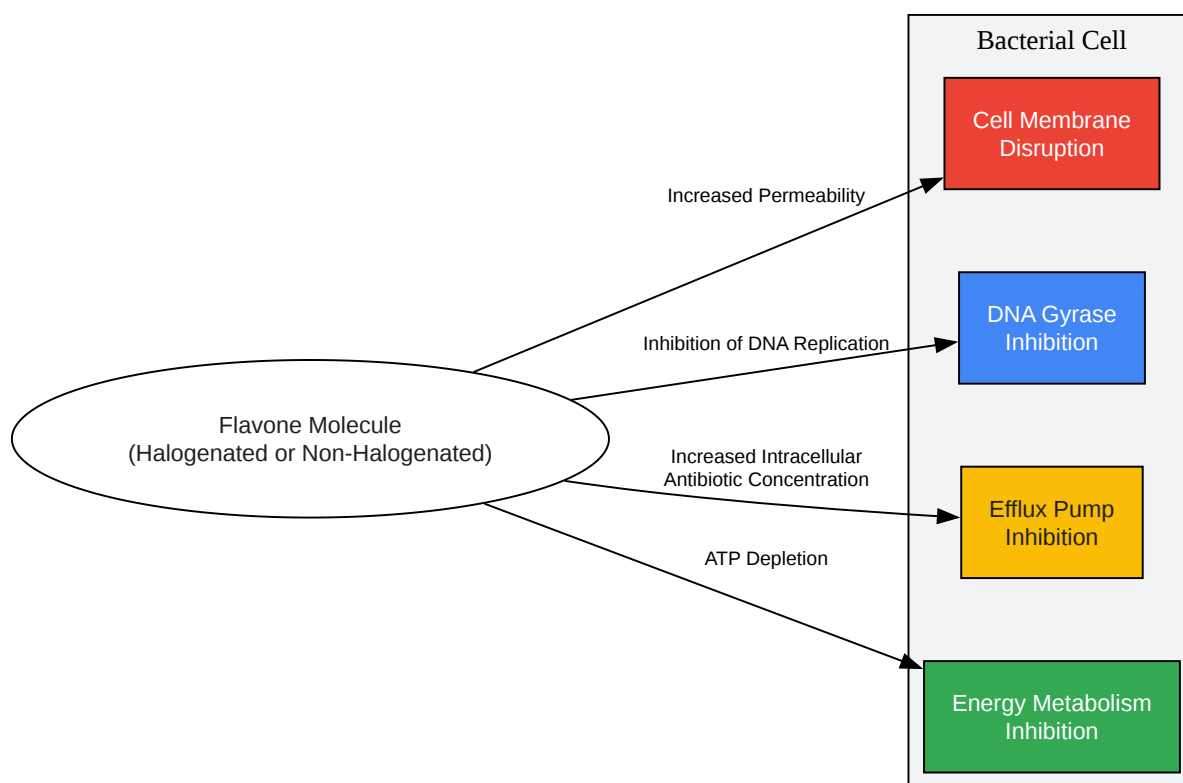 Bacterial Cell
Cell Membrane
Disruption
Increased Permeability
DNA Gyrase
Inhibition
Inhibition of DNA Replication
Flavone Molecule
(Halogenated or Non-Halogenated)
Increased Intracellular
Antibiotic Concentration
Efflux Pump
Inhibition
ATP Depletion
Energy Metabolism
Inhibition